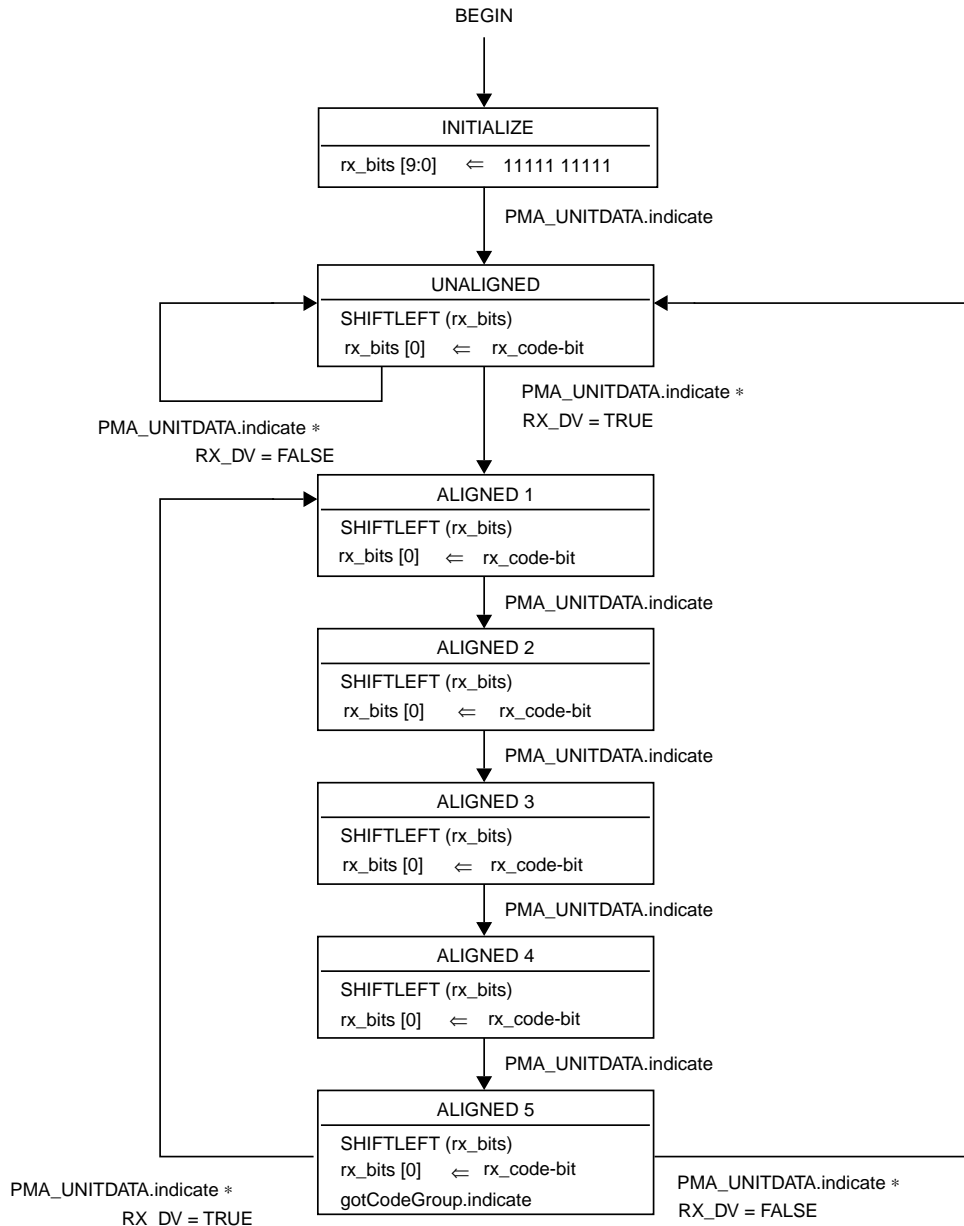 BEGIN
INITIALIZE
rx_bits [9:0] ⇐ 11111 11111
PMA_UNITDATA.indicate
UNALIGNED
SHIFTLEFT (rx_bits)
rx_bits [0] ⇐ rx_code-bit
PMA_UNITDATA.indicate *
RX_DV = TRUE
PMA_UNITDATA.indicate *
RX_DV = FALSE
ALIGNED 1
SHIFTLEFT (rx_bits)
rx_bits [0] ⇐ rx_code-bit
PMA_UNITDATA.indicate
ALIGNED 2
SHIFTLEFT (rx_bits)
rx_bits [0] ⇐ rx_code-bit
PMA_UNITDATA.indicate
ALIGNED 3
SHIFTLEFT (rx_bits)
rx_bits [0] ⇐ rx_code-bit
PMA_UNITDATA.indicate
ALIGNED 4
SHIFTLEFT (rx_bits)
rx_bits [0] ⇐ rx_code-bit
PMA_UNITDATA.indicate
ALIGNED 5
SHIFTLEFT (rx_bits)
rx_bits [0] ⇐ rx_code-bit
gotCodeGroup.indicate
PMA_UNITDATA.indicate *
RX_DV = TRUE
PMA_UNITDATA.indicate *
RX_DV = FALSE